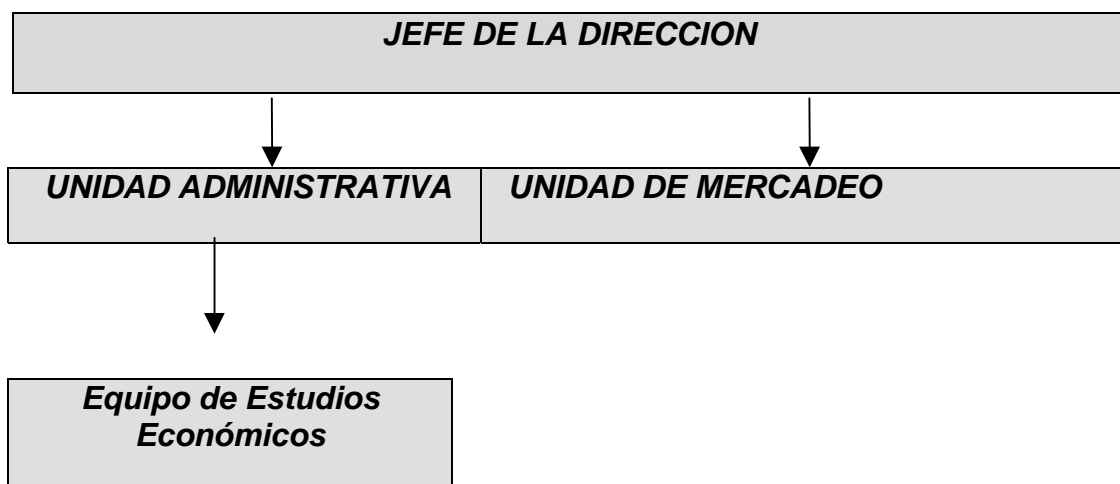 JEFE DE LA DIRECCION
UNIDAD ADMINISTRATIVA
UNIDAD DE MERCADEO
Equipo de Estudios
Económicos